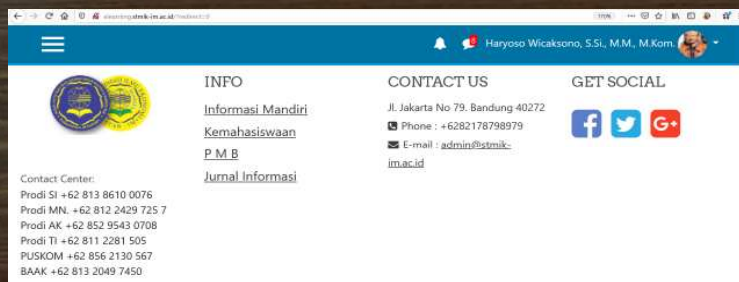 Haryoso Wicaksono, S.Si., M.M., M.Kom.
INFO
Informasi Mandiri
Kemahasiswaan
P M B
Jurnal Informasi
CONTACT US
Jl. Jakarta No 79. Bandung 40272
Phone : +6282178798979
E-mail : admin@stmik-
im.ac.id
GET SOCIAL
Contact Center:
Prodi SI +62 813 8610 0076
Prodi MN. +62 812 2429 725 7
Prodi AK +62 852 9543 0708
Prodi TI +62 811 2281 505
PUSKOM +62 856 2130 567
BAAK +62 813 2049 7450